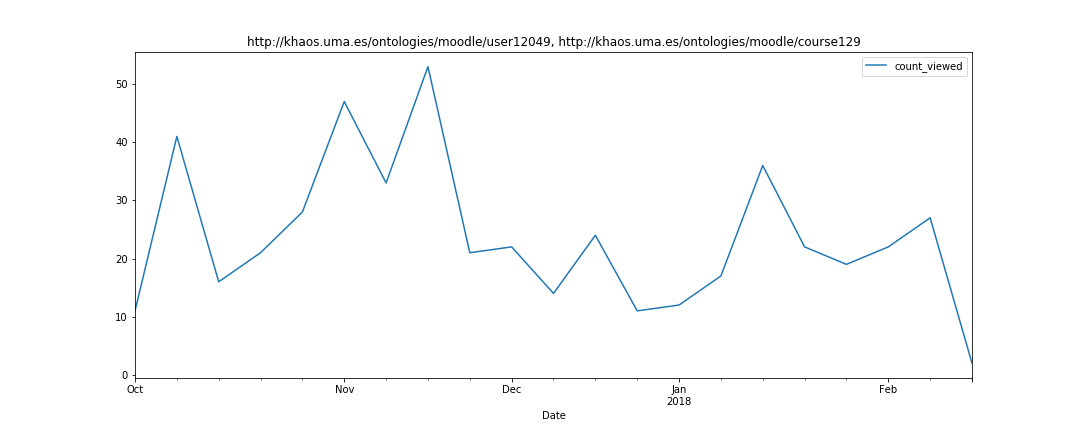 http://khaos.uma.es/ontologies/moodle/user12049, http://khaos.uma.es/ontologies/moodle/course129
count_viewed
50
40
30
20
10
0
Oct
Nov
Dec
Jan
2018
Feb
Date